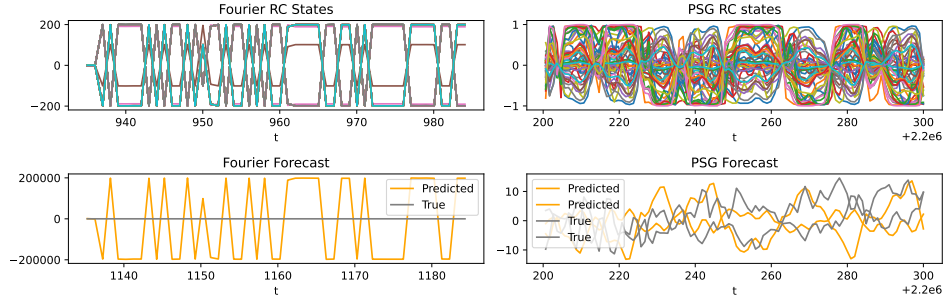 Fourier RC States
200
0
−200
940
950
960
970
980
t
PSG RC states
1
0
−1
200
220
240
260
280
300
t
+2.2e6
Fourier Forecast
200000
0
−200000
Predicted
True
1140
1150
1160
1170
1180
t
PSG Forecast
10
0
−10
Predicted
Predicted
True
True
200
220
240
260
280
300
t
+2.2e6